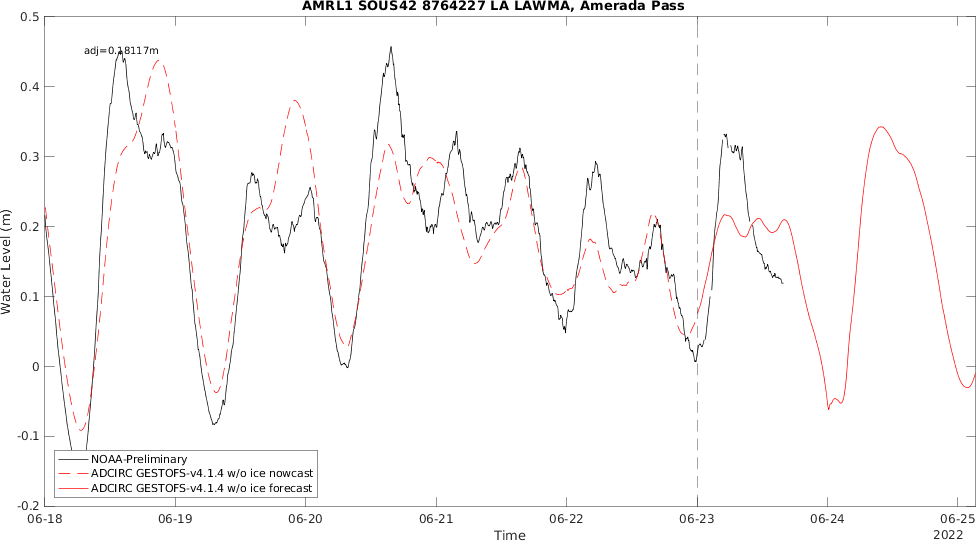 AMRL1 SOUS42 8764227 LA LAWMA, Amerada Pass
adj=0.18117m
0.5
0.4
0.3
0.2
0.1
0
-0.1
-0.2
Water Level (m)
NOAA-Preliminary
ADCIRC GESTOFS-v4.1.4 w/o ice nowcast
ADCIRC GESTOFS-v4.1.4 w/o ice forecast
06-18 06-19 06-20 06-21 06-22 06-23 06-24 06-25
Time
2022